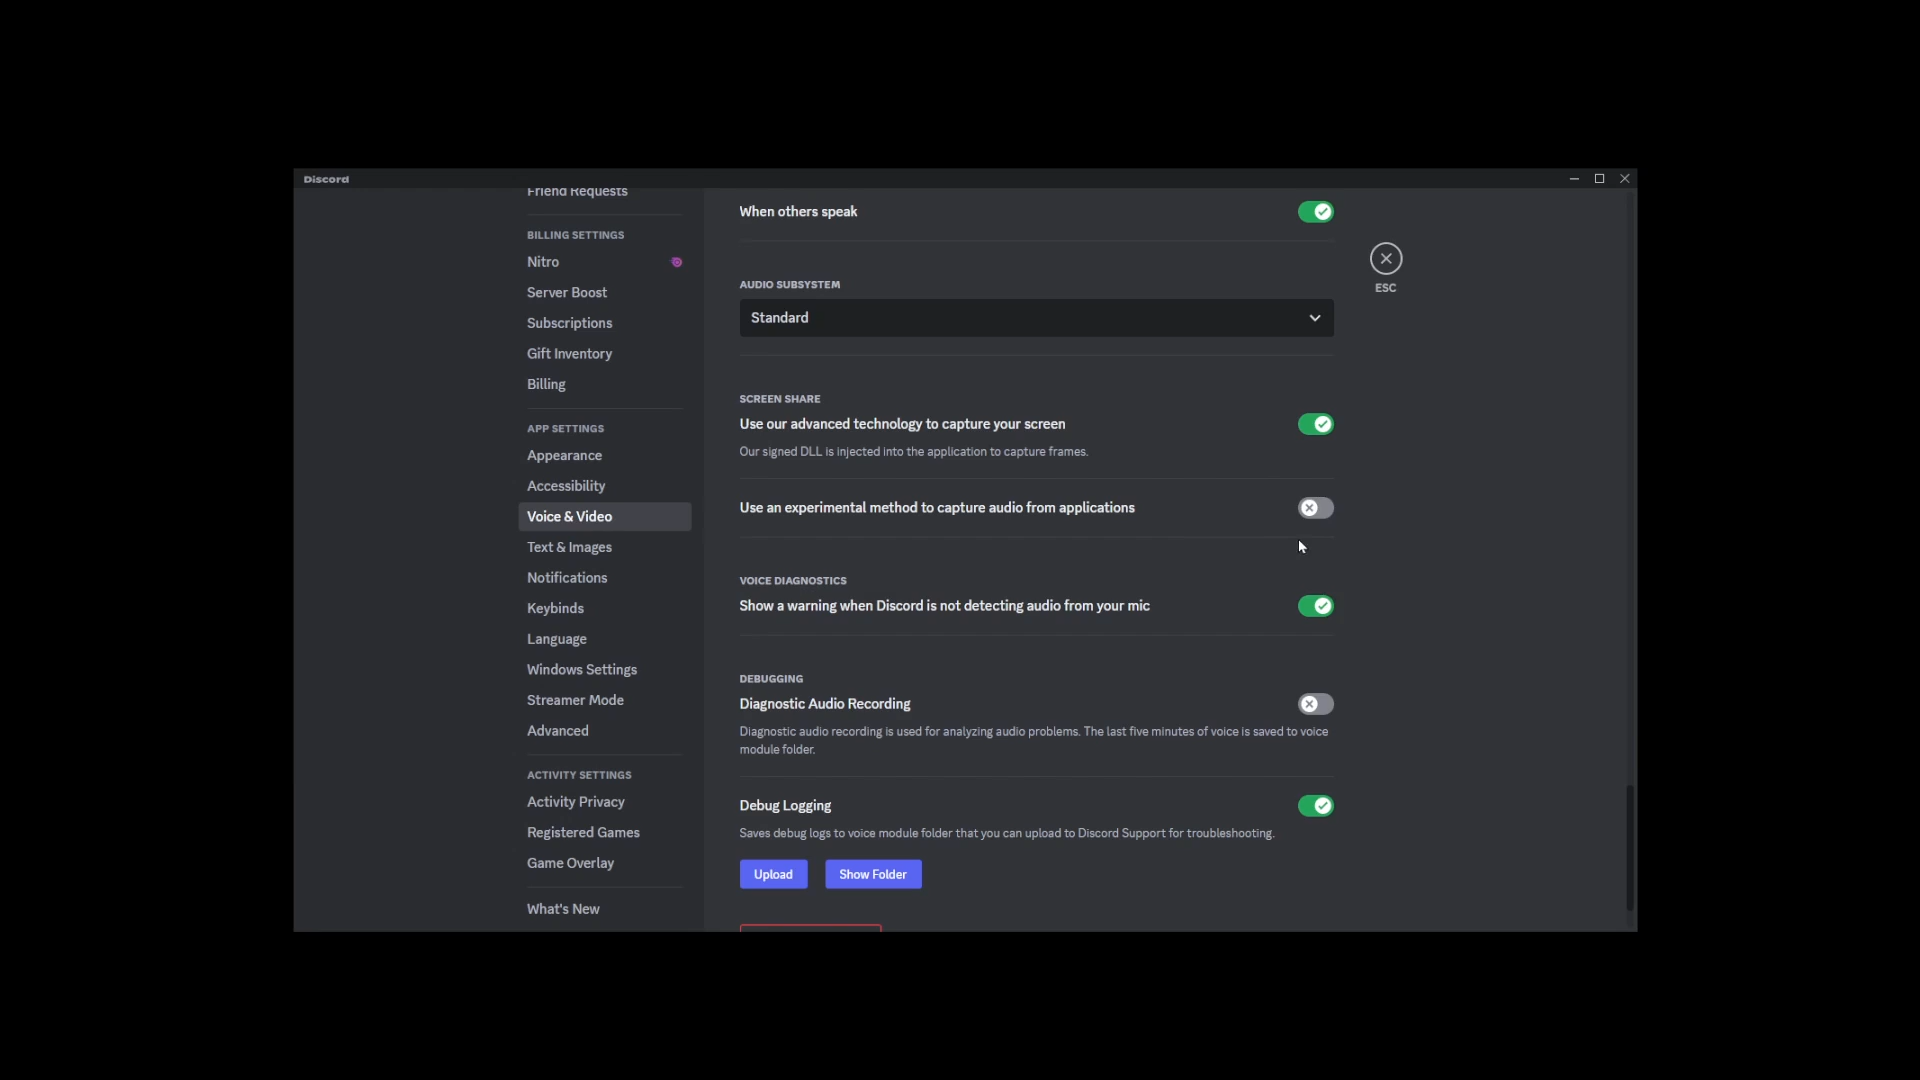 Discord
Friend Requests
BILLING SETTINGS
Nitro
Server Boost
Subscriptions
Gift Inventory
Billing
APP SETTINGS
Appearance
Accessibility
Voice & Video
Text & Images
Notifications
Keybinds
Language
Windows Settings
Streamer Mode
Advanced
ACTIVITY SETTINGS
Activity Privacy
Registered Games
Game Overlay
What's New
When others speak
AUDIO SUBSYSTEM
Standard
SCREEN SHARE
Use our advanced technology to capture your screen
Our signed DLL is injected into the application to capture frames.
Use an experimental method to capture audio from applications
VOICE DIAGNOSTICS
Show a warning when Discord is not detecting audio from your mic
DEBUGGING
Diagnostic Audio Recording
Diagnostic audio recording is used for analyzing audio problems. The last five minutes of voice is saved to voice
module folder.
Debug Logging
Saves debug logs to voice module folder that you can upload to Discord Support for troubleshooting.
Upload
Show Folder
ESC